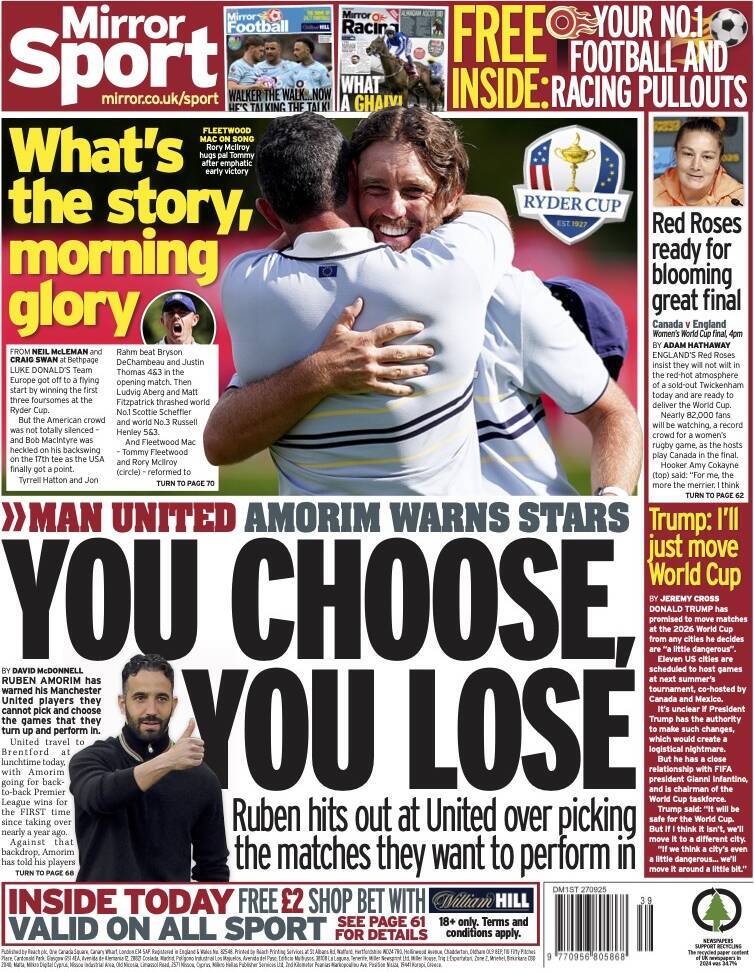 Mirror
Sport
mirror.co.uk/sport
Mirror
Football
WALKER THE WALK...NOW
HE'S TALKING THE TALK!
Mirror
Racing
WHAT
A GHAIY!
FREE
INSIDE:
YOUR NO.1
FOOTBALL AND
RACING PULLOUTS
What's
the story,
morning
glory
FLEETWOOD
MAC ON SONG
Rory McIlroy
hugs pal Tommy
after emphatic
early victory
RYDER CUP
EST. 1927
FROM NEIL McLEMAN and
CRAIG SWAN at Bethpage
LUKE DONALD'S Team
Europe got off to a flying
start by winning the first
three foursomes at the
Ryder Cup.
But the American crowd
was not totally silenced –
and Bob MacIntyre was
heckled on his backswing
on the 17th tee as the USA
finally got a point.
Tyrrell Hatton and Jon
Rahm beat Bryson
DeChambeau and Justin
Thomas 4&3 in the
opening match. Then
Ludvig Aberg and Matt
Fitzpatrick thrashed world
No.1 Scottie Scheffler
and world No.3 Russell
Henley 5&3.
And Fleetwood Mac
– Tommy Fleetwood
and Rory McIlroy
(circle) – reformed to
TURN TO PAGE 70
Red Roses
ready for
blooming
great final
Canada v England
Women's World Cup final, 4pm
BY ADAM HATHAWAY
ENGLAND'S Red Roses
insist they will not wilt in
the red-hot atmosphere
of a sold-out Twickenham
today and are ready to
deliver the World Cup.
Nearly 82,000 fans
will be watching, a record
crowd for a women's
rugby game, as the hosts
play Canada in the final.
Hooker Amy Cokayne
(top) said: "For me, the
more the merrier. I think
TURN TO PAGE 62
»MAN UNITED AMORIM WARNS STARS
YOU CHOOSE,
YOU LOSE
BY DAVID McDONNELL
RUBEN AMORIM has
warned his Manchester
United players they
cannot pick and choose
the games that they
turn up and perform in.
United travel to
Brentford at
lunchtime today,
with Amorim
going for back-
to-back Premier
League wins for
the FIRST time
since taking over
nearly a year ago.
Against that
backdrop, Amorim
has told his players
TURN TO PAGE 68
Ruben hits out at United over picking
the matches they want to perform in
Trump: I'll
just move
World Cup
BY JEREMY CROSS
DONALD TRUMP has
promised to move matches
at the 2026 World Cup
from any cities he decides
are "a little dangerous".
Eleven US cities are
scheduled to host games
at next summer's
tournament, co-hosted by
Canada and Mexico.
It's unclear if President
Trump has the authority
to make such changes,
which would create a
logistical nightmare.
But he has a close
relationship with FIFA
president Gianni Infantino,
and is chairman of the
World Cup taskforce.
Trump said: "It will be
safe for the World Cup.
But if I think it isn't, we'll
move it to a different city.
"If we think a city's even
a little dangerous... we'll
move it around a little bit."
INSIDE TODAY FREE £2 SHOP BET WITH William HILL
VALID ON ALL SPORT SEE PAGE 61
FOR DETAILS
18+ only. Terms and
conditions apply.
DM1ST 270925
39
9 770956 805868
NEWSPAPERS
SUPPORT RECYCLING
The recycled paper content
of UK newspapers in
2024 was 34.7%